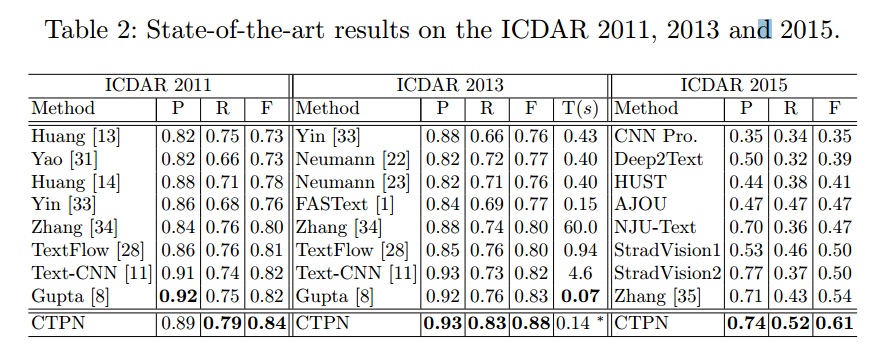 Table 2: State-of-the-art results on the ICDAR 2011, 2013 and 2015.
ICDAR 2011 ICDAR 2013 ICDAR 2015
Method P R F Method P R F T(s) Method P R F
Huang [13] 0.82 0.75 0.73 Yin [33] 0.88 0.66 0.76 0.43 CNN Pro. 0.35 0.34 0.35
Yao [31] 0.82 0.66 0.73 Neumann [22] 0.82 0.72 0.77 0.40 Deep2Text 0.50 0.32 0.39
Huang [14] 0.88 0.71 0.78 Neumann [23] 0.82 0.71 0.76 0.40 HUST 0.44 0.38 0.41
Yin [33] 0.86 0.68 0.76 FASText [1] 0.84 0.69 0.77 0.15 AJOU 0.47 0.47 0.47
Zhang [34] 0.84 0.76 0.80 Zhang [34] 0.88 0.74 0.80 60.0 NJU-Text 0.70 0.36 0.47
TextFlow [28] 0.86 0.76 0.81 TextFlow [28] 0.85 0.76 0.80 0.94 StradVision1 0.53 0.46 0.50
Text-CNN [11] 0.91 0.74 0.82 Text-CNN [11] 0.93 0.73 0.82 4.6 StradVision2 0.77 0.37 0.50
Gupta [8] 0.92 0.75 0.82 Gupta [8] 0.92 0.76 0.83 0.07 Zhang [35] 0.71 0.43 0.54
CTPN 0.89 0.79 0.84 CTPN 0.93 0.83 0.88 0.14 * CTPN 0.74 0.52 0.61